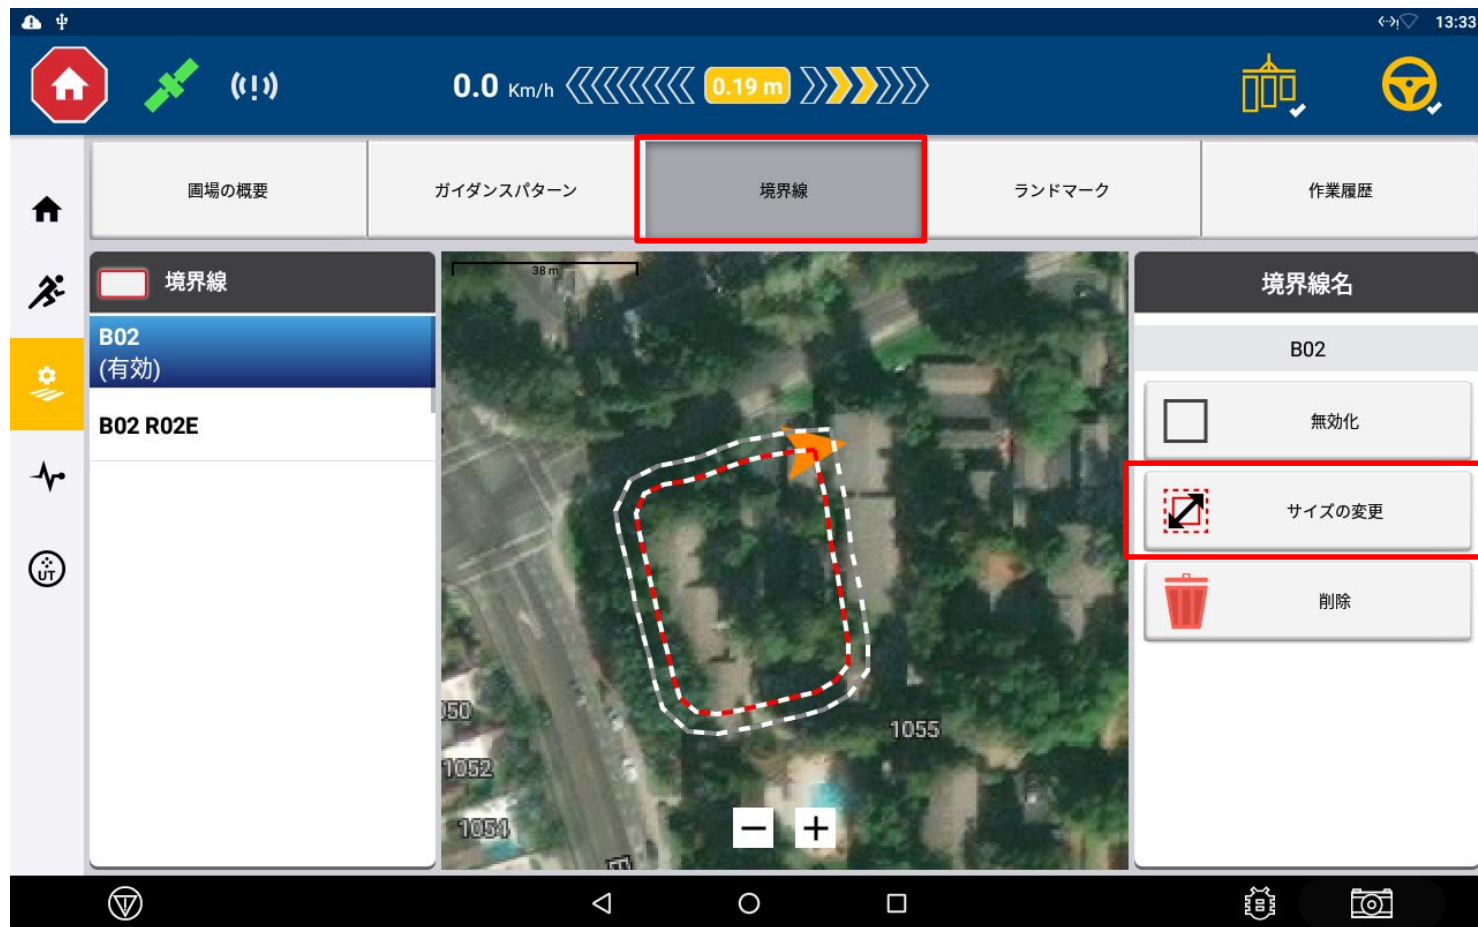 13:33
0.0 Km/h
0.19 m
圃場の概要
ガイダンスパターン
境界線
ランドマーク
作業履歴
境界線
B02
(有効)
B02 R02E
38 m
1055
1052
1054
境界線名
B02
無効化
サイズの変更
削除
UT